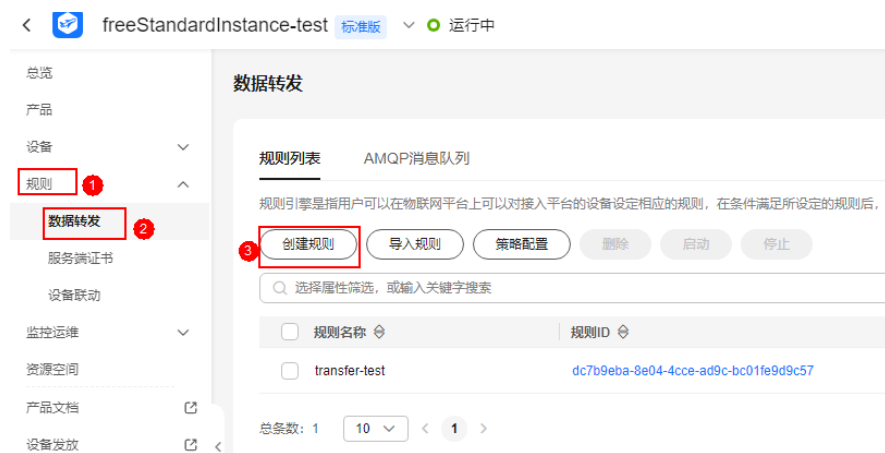 freeStandardInstance-test 标准版 运行中
总览
产品
设备
规则 1
数据转发 2
服务端证书
设备联动
监控运维
资源空间
产品文档
设备发放
数据转发
规则列表 AMQP消息队列
规则引擎是指用户可以在物联网平台上可以对接入平台的设备设定相应的规则，在条件满足所设定的规则后，
3 创建规则 导入规则 策略配置 删除 启动 停止
选择属性筛选，或输入关键字搜索
规则名称 规则ID
transfer-test dc7b9eba-8e04-4cce-ad9c-bc01fe9d9c57
总条数：1 10 1